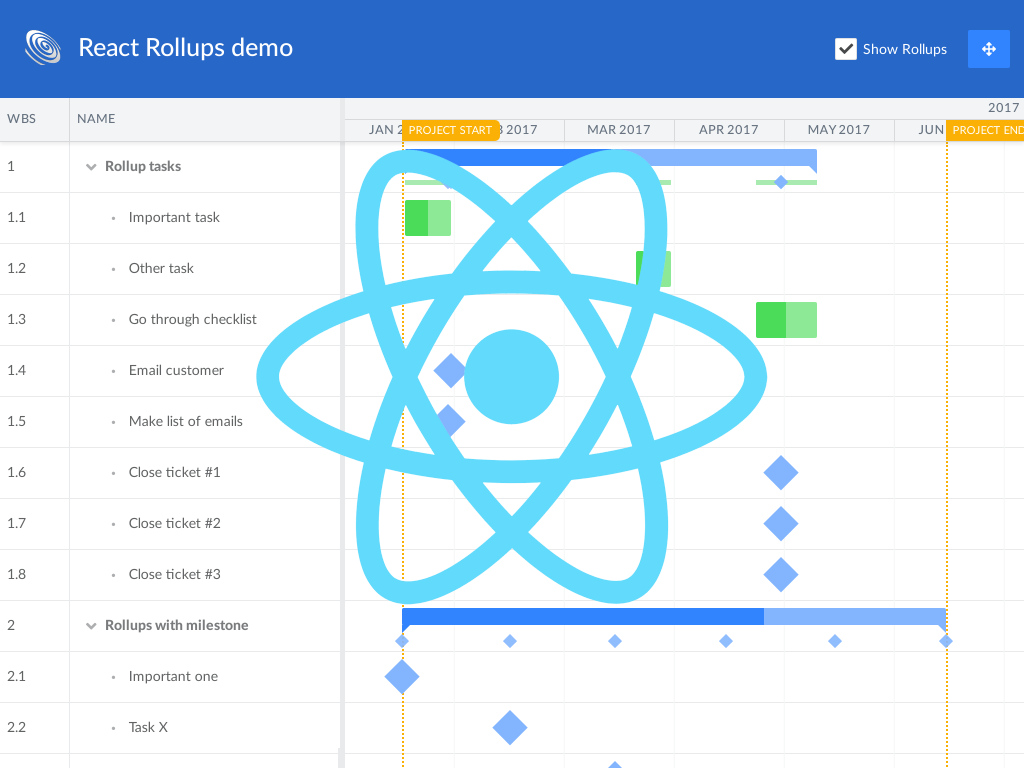 React Rollups demo
Show Rollups
WBS
NAME
2017
JAN 2
PROJECT START
2017
MAR 2017
APR 2017
MAY 2017
JUN
PROJECT END
1
Rollup tasks
1.1
Important task
1.2
Other task
1.3
Go through checklist
1.4
Email customer
1.5
Make list of emails
1.6
Close ticket #1
1.7
Close ticket #2
1.8
Close ticket #3
2
Rollups with milestone
2.1
Important one
2.2
Task X